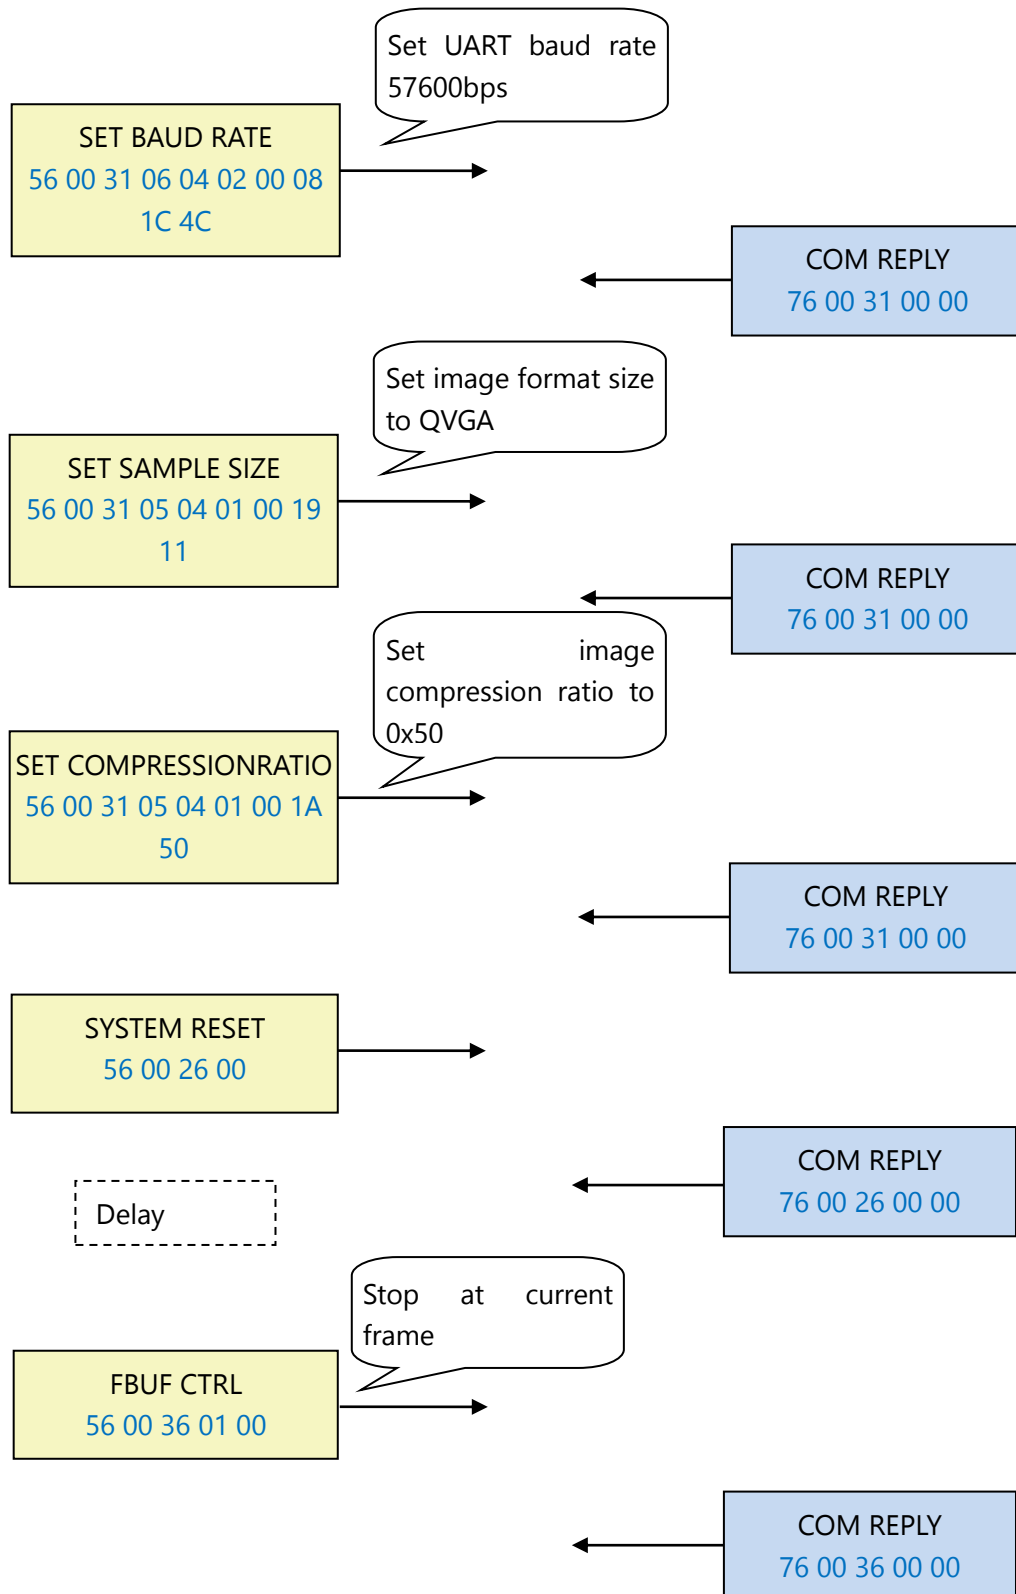 Set UART baud rate
57600bps
SET BAUD RATE
56 00 31 06 04 02 00 08
1C 4C
COM REPLY
76 00 31 00 00
Set image format size
to QVGA
SET SAMPLE SIZE
56 00 31 05 04 01 00 19
11
COM REPLY
76 00 31 00 00
Set image
compression ratio to
0x50
SET COMPRESSIONRATIO
56 00 31 05 04 01 00 1A
50
COM REPLY
76 00 31 00 00
SYSTEM RESET
56 00 26 00
COM REPLY
76 00 26 00 00
Delay
Stop at current
frame
FBUF CTRL
56 00 36 01 00
COM REPLY
76 00 36 00 00